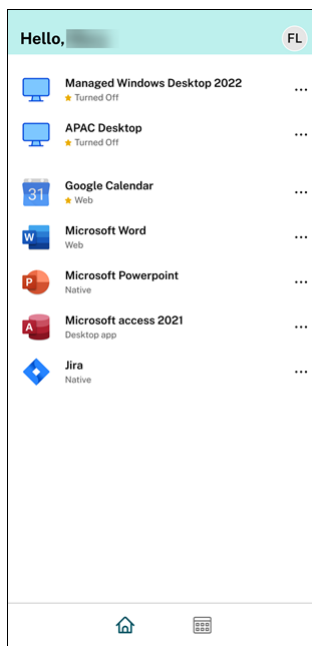 Hello,
FL
Managed Windows Desktop 2022
Turned Off
APAC Desktop
Turned Off
31
Google Calendar
Web
W
Microsoft Word
Web
P
Microsoft Powerpoint
Native
A
Microsoft access 2021
Desktop app
Jira
Native